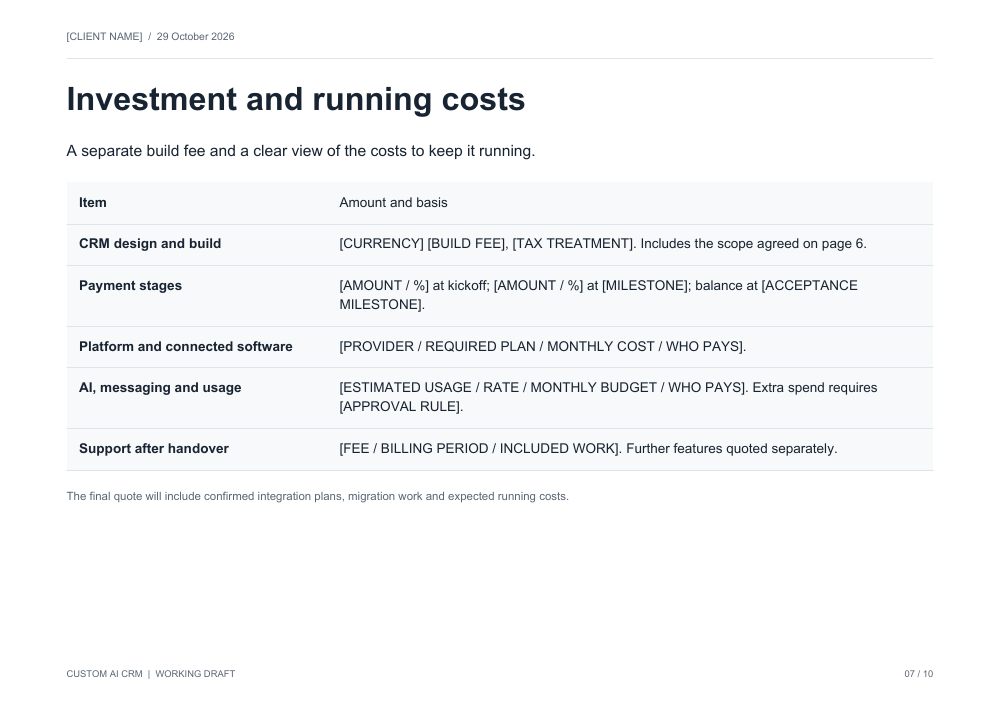 [CLIENT NAME] / 29 October 2026
Investment and running costs
A separate build fee and a clear view of the costs to keep it running.
Item Amount and basis
CRM design and build [CURRENCY] [BUILD FEE], [TAX TREATMENT]. Includes the scope agreed on page 6.
Payment stages [AMOUNT / %] at kickoff; [AMOUNT / %] at [MILESTONE]; balance at [ACCEPTANCE
MILESTONE].
Platform and connected software [PROVIDER / REQUIRED PLAN / MONTHLY COST / WHO PAYS].
AI, messaging and usage [ESTIMATED USAGE / RATE / MONTHLY BUDGET / WHO PAYS]. Extra spend requires
[APPROVAL RULE].
Support after handover [FEE / BILLING PERIOD / INCLUDED WORK]. Further features quoted separately.
The final quote will include confirmed integration plans, migration work and expected running costs.
CUSTOM AI CRM | WORKING DRAFT 07 / 10